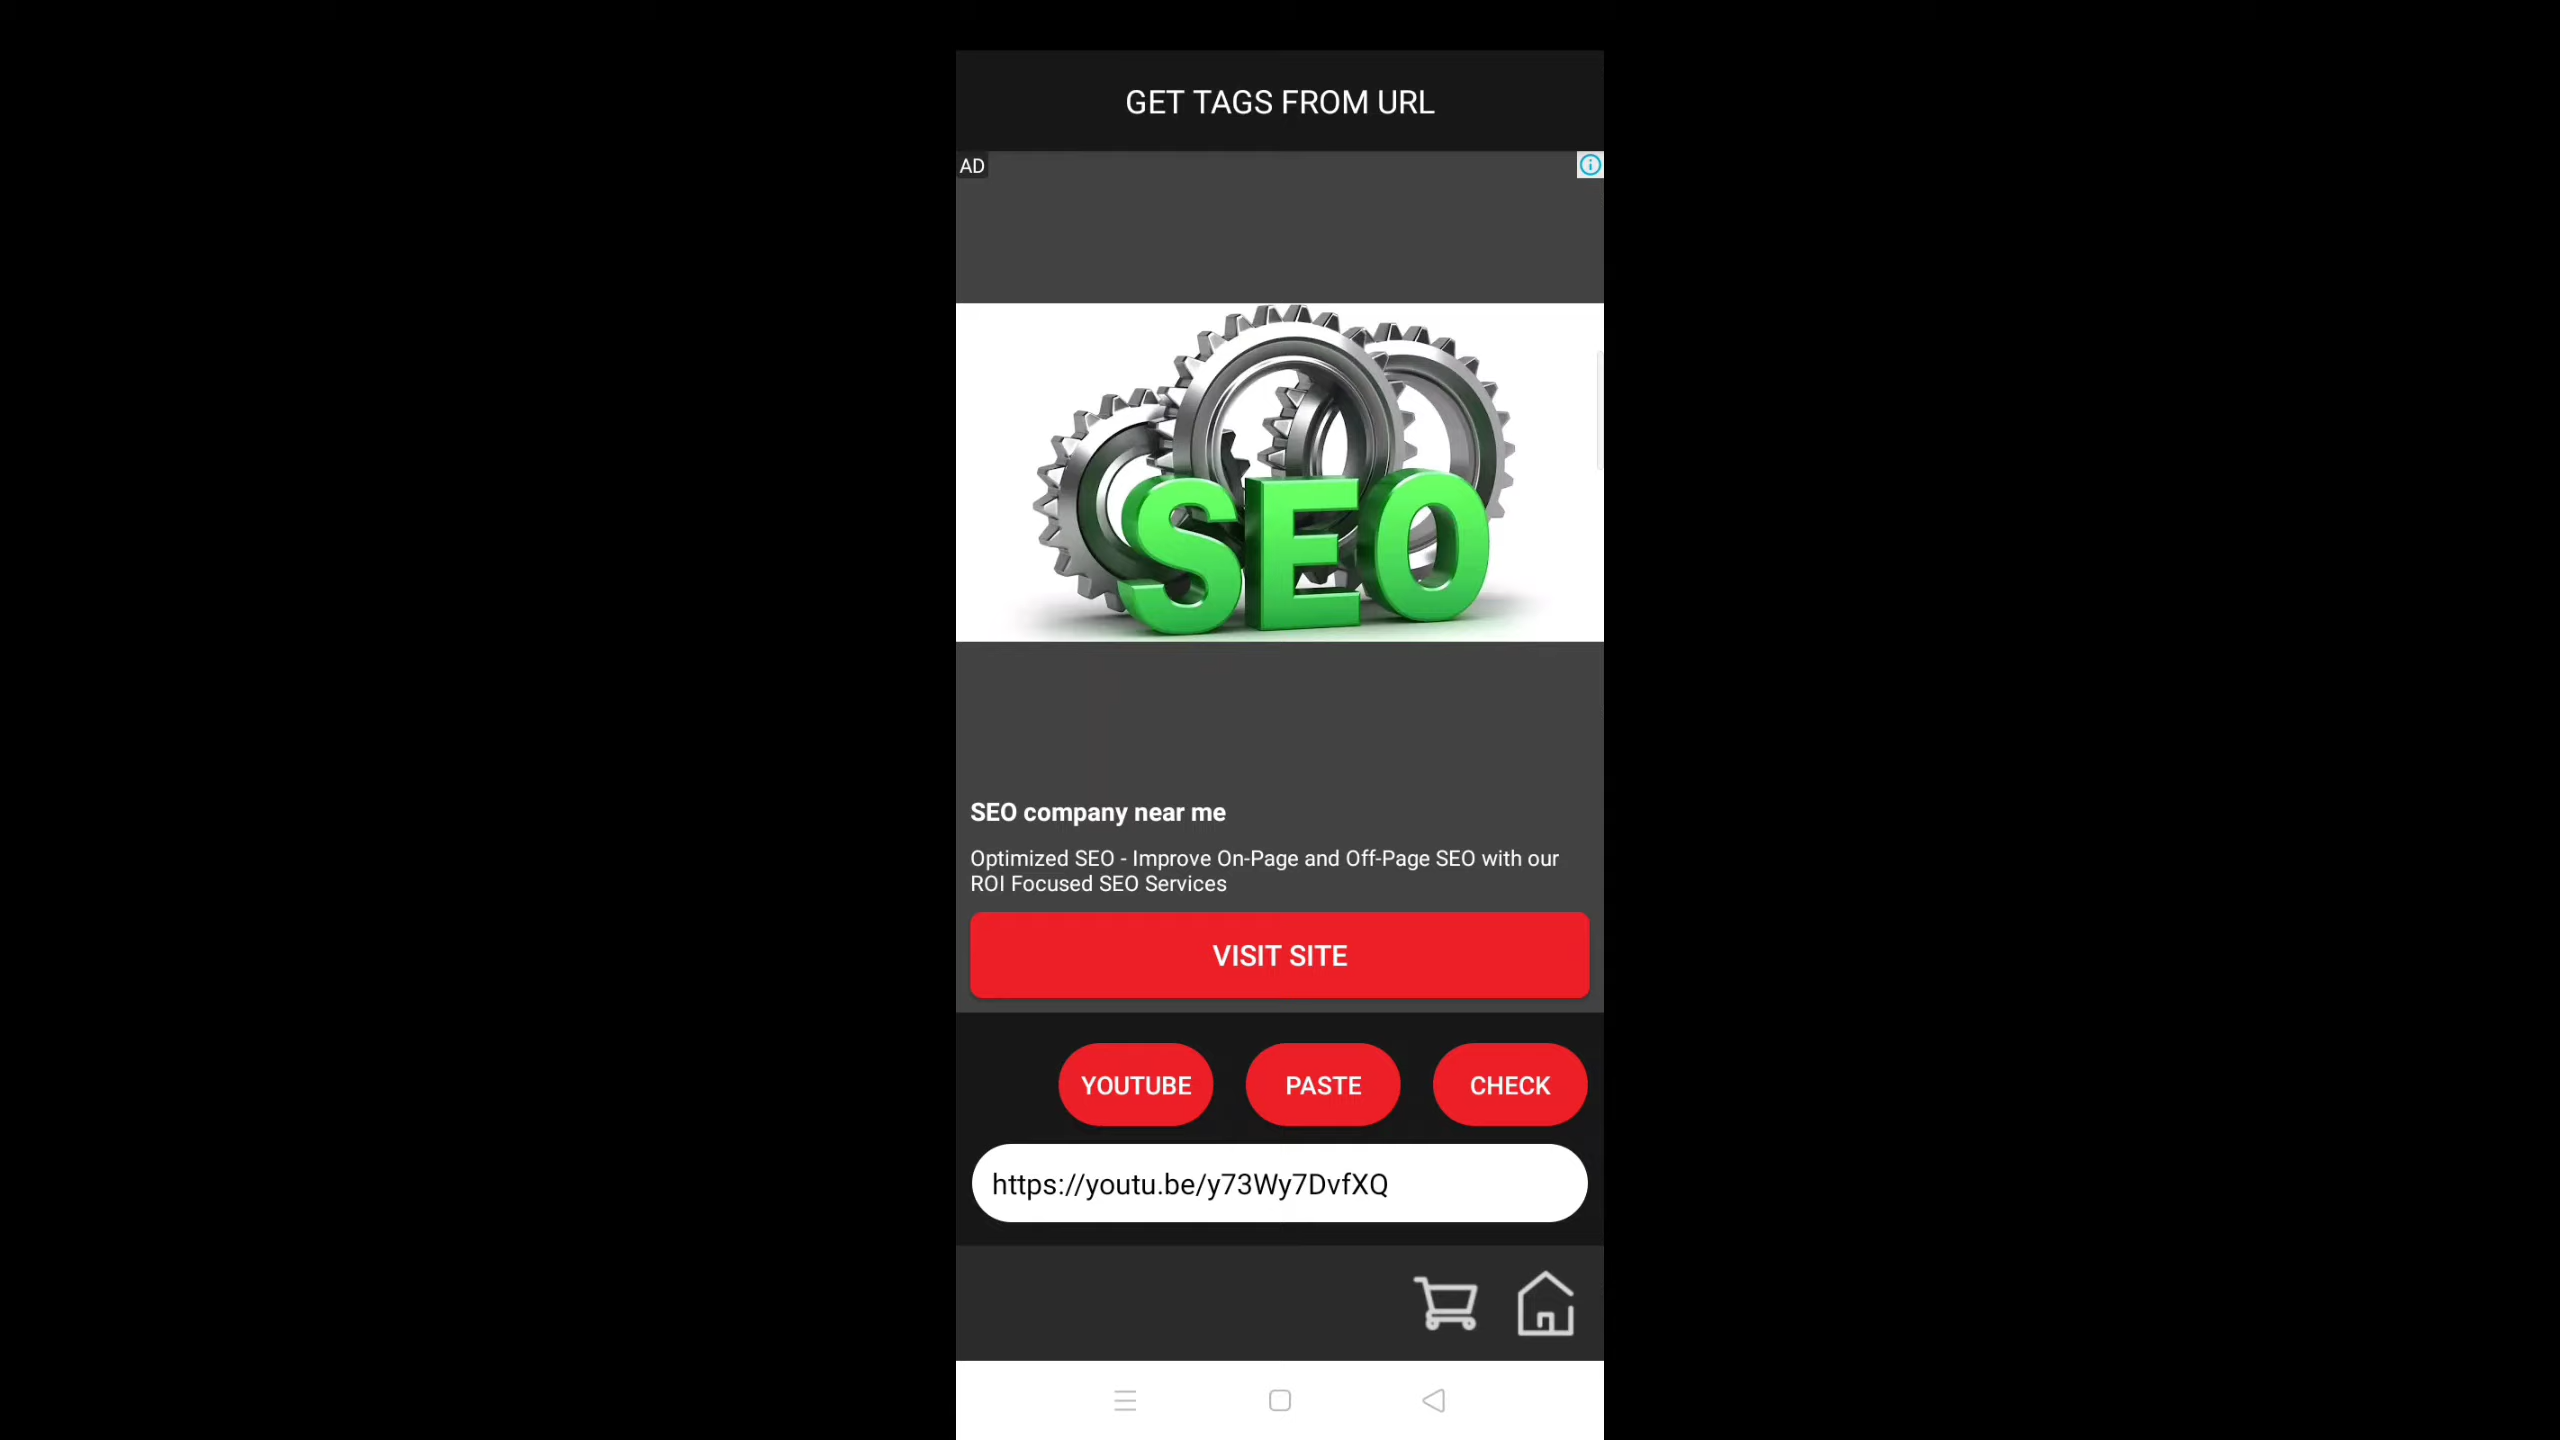 GET TAGS FROM URL
AD
SEO
SEO company near me
Optimized SEO - Improve On-Page and Off-Page SEO with our
ROI Focused SEO Services
VISIT SITE
YOUTUBE PASTE CHECK
https://youtu.be/y73Wy7DvfXQ